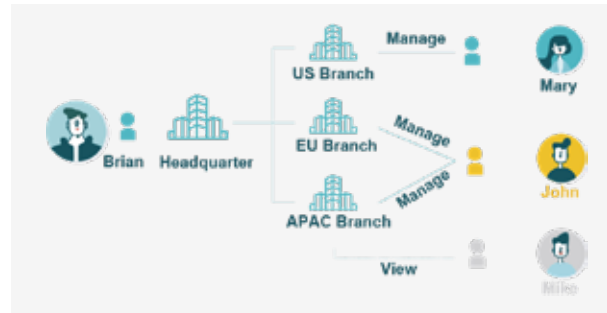 Manage
US Branch
Mary
Manage
Brian
Headquarter
EU Branch
Manage
John
APAC Branch
View
Mike